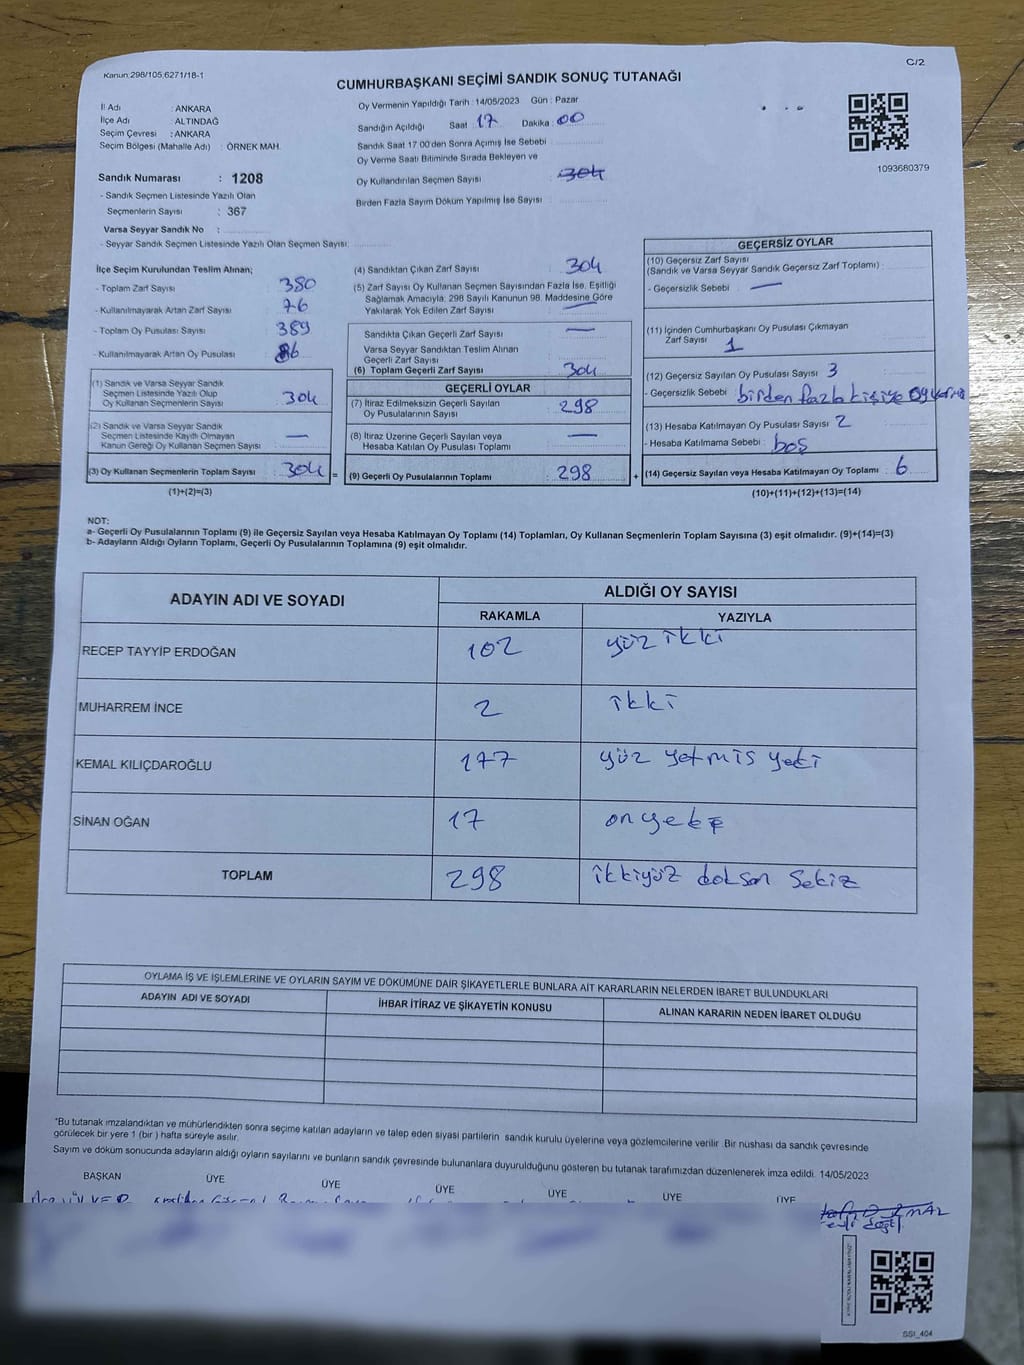 Kanun:298/105,6271/18-1
C/2
CUMHURBAŞKANI SEÇİMİ SANDIK SONUÇ TUTANAĞI
İl Adı : ANKARA
İlçe Adı : ALTINDAĞ
Seçim Çevresi : ANKARA
Seçim Bölgesi (Mahalle Adı) : ÖRNEK MAH.
Sandık Numarası : 1208
- Sandık Seçmen Listesinde Yazılı Olan
Seçmenlerin Sayısı : 367
Varsa Seyyar Sandık No :
- Seyyar Sandık Seçmen Listesinde Yazılı Olan Seçmen Sayısı:
Oy Vermenin Yapıldığı Tarih : 14/05/2023 Gün : Pazar
Sandığın Açıldığı Saat : 17 Dakika : 00
Sandık Saat 17:00'den Sonra Açımış İse Sebebi
Oy Verme Saati Bitiminde Sırada Bekleyen ve
Oy Kullandırılan Seçmen Sayısı : 304
Birden Fazla Sayım Döküm Yapılmış İse Sayısı :
1093680379
İlçe Seçim Kurulundan Teslim Alınan;
- Toplam Zarf Sayısı : 380
- Kullanılmayarak Artan Zarf Sayısı : 76
- Toplam Oy Pusulası Sayısı : 389
- Kullanılmayarak Artan Oy Pusulası : 86
(1) Sandık ve Varsa Seyyar Sandık
Seçmen Listesinde Yazılı Olup
Oy Kullanan Seçmenlerin Sayısı : 304
(2) Sandık ve Varsa Seyyar Sandık
Seçmen Listesinde Kayıtlı Olmayan
Kanun Gereği Oy Kullanan Seçmen Sayısı : —
(3) Oy Kullanan Seçmenlerin Toplam Sayısı : 304 =
(1)+(2)=(3)
(4) Sandıktan Çıkan Zarf Sayısı : 304
(5) Zarf Sayısı Oy Kullanan Seçmen Sayısından Fazla İse, Eşitliği
Sağlamak Amacıyla; 298 Sayılı Kanunun 98. Maddesine Göre
Yakılarak Yok Edilen Zarf Sayısı : —
Sandıkta Çıkan Geçerli Zarf Sayısı : —
Varsa Seyyar Sandıktan Teslim Alınan
Geçerli Zarf Sayısı
(6) Toplam Geçerli Zarf Sayısı : 304
GEÇERLİ OYLAR
(7) İtiraz Edilmeksizin Geçerli Sayılan
Oy Pusulalarının Sayısı : 298
(8) İtiraz Üzerine Geçerli Sayılan veya
Hesaba Katılan Oy Pusulası Toplamı : —
(9) Geçerli Oy Pusulalarının Toplamı : 298 +
GEÇERSİZ OYLAR
(10) Geçersiz Zarf Sayısı
(Sandık ve Varsa Seyyar Sandık Geçersiz Zarf Toplamı) :
- Geçersizlik Sebebi : —
(11) İçinden Cumhurbaşkanı Oy Pusulası Çıkmayan
Zarf Sayısı : 1
(12) Geçersiz Sayılan Oy Pusulası Sayısı : 3
- Geçersizlik Sebebi : birden fazla kişiye oy verme
(13) Hesaba Katılmayan Oy Pusulası Sayısı : 2
- Hesaba Katılmama Sebebi : boş
(14) Geçersiz Sayılan veya Hesaba Katılmayan Oy Toplamı : 6
(10)+(11)+(12)+(13)=(14)
NOT:
a- Geçerli Oy Pusulalarının Toplamı (9) ile Geçersiz Sayılan veya Hesaba Katılmayan Oy Toplamı (14) Toplamları, Oy Kullanan Seçmenlerin Toplam Sayısına (3) eşit olmalıdır. (9)+(14)=(3)
b- Adayların Aldığı Oyların Toplamı, Geçerli Oy Pusulalarının Toplamına (9) eşit olmalıdır.
ADAYIN ADI VE SOYADI ALDIĞI OY SAYISI
RAKAMLA YAZIYLA
RECEP TAYYİP ERDOĞAN 102 yüz ikki
MUHARREM İNCE 2 ikki
KEMAL KILIÇDAROĞLU 177 yüz yetmis yedi
SİNAN OĞAN 17 onyedi
TOPLAM 298 ikkiyüz doksan Sekiz
OYLAMA İŞ VE İŞLEMLERİNE VE OYLARIN SAYIM VE DÖKÜMÜNE DAİR ŞİKAYETLERLE BUNLARA AİT KARARLARIN NELERDEN İBARET BULUNDUKLARI
ADAYIN ADI VE SOYADI İHBAR İTİRAZ VE ŞİKAYETİN KONUSU ALINAN KARARIN NEDEN İBARET OLDUĞU
*Bu tutanak imzalandıktan ve mühürlendikten sonra seçime katılan adayların ve talep eden siyasi partilerin sandık kurulu üyelerine veya gözlemcilerine verilir. Bir nushası da sandık çevresinde
görülecek bir yere 1 (bir) hafta süreyle asılır.
Sayım ve döküm sonucunda adayların aldığı oyların sayılarını ve bunların sandık çevresinde bulunanlara duyurulduğunu gösteren bu tutanak tarafımızdan düzenlenerek imza edildi. 14/05/2023
BAŞKAN ÜYE ÜYE ÜYE ÜYE ÜYE ÜYE
SSI_404